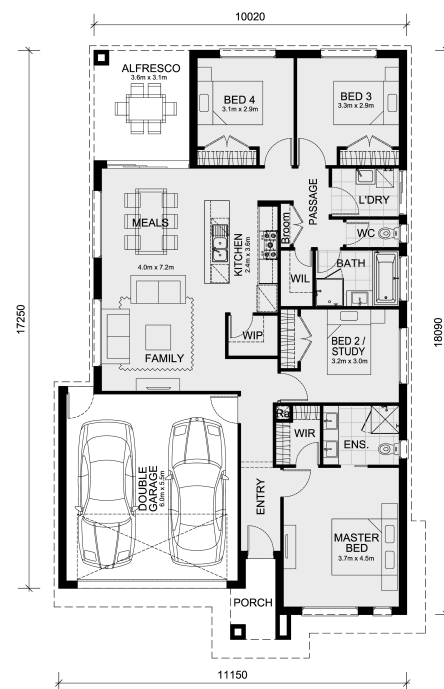 10020
ALFRESCO
3.6m x 3.1m
BED 4
3.1m x 2.9m
BED 3
3.3m x 2.9m
PASSAGE
L'DRY
MEALS
Broom
WC
KITCHEN
2.4m x 3.6m
4.0m x 7.2m
WIL
BATH
17250
18090
WIP
BED 2 /
STUDY
3.2m x 3.0m
FAMILY
WIR
ENS.
DOUBLE
GARAGE
6.0m x 5.5m
ENTRY
MASTER
BED
3.7m x 4.5m
PORCH
11150